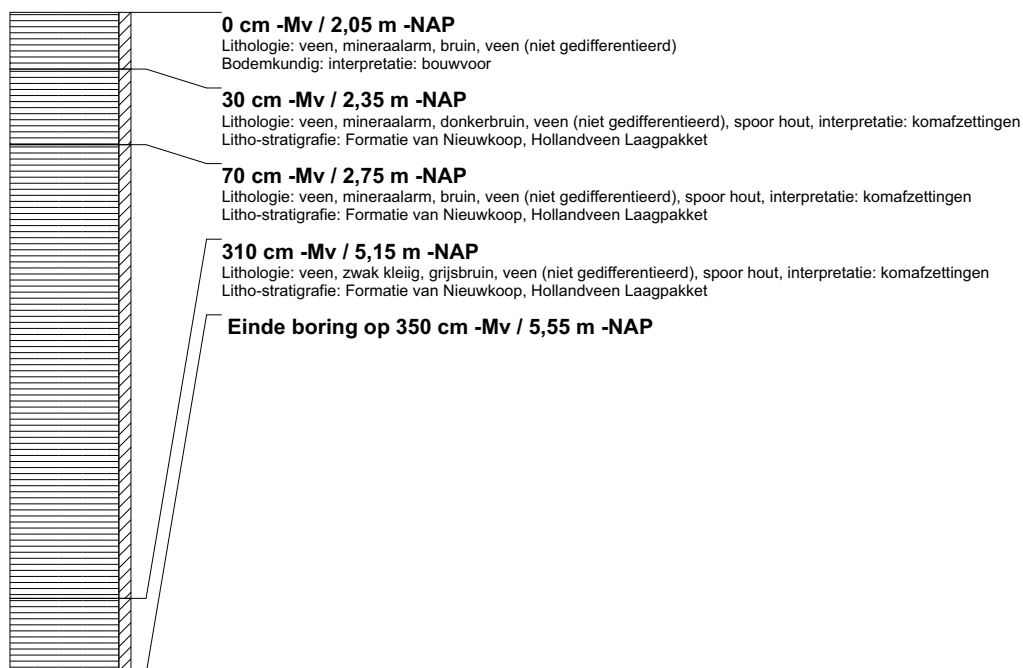 0 cm -Mv / 2,05 m -NAP
Lithologie: veen, mineraalarm, bruin, veen (niet gedifferentieerd)
Bodemkundig: interpretatie: bouwvoor
30 cm -Mv / 2,35 m -NAP
Lithologie: veen, mineraalarm, donkerbruin, veen (niet gedifferentieerd), spoor hout, interpretatie: komafzettingen
Litho-stratigrafie: Formatie van Nieuwkoop, Hollandveen Laagpakket
70 cm -Mv / 2,75 m -NAP
Lithologie: veen, mineraalarm, bruin, veen (niet gedifferentieerd), spoor hout, interpretatie: komafzettingen
Litho-stratigrafie: Formatie van Nieuwkoop, Hollandveen Laagpakket
310 cm -Mv / 5,15 m -NAP
Lithologie: veen, zwak kleiig, grijsbruin, veen (niet gedifferentieerd), spoor hout, interpretatie: komafzettingen
Litho-stratigrafie: Formatie van Nieuwkoop, Hollandveen Laagpakket
Einde boring op 350 cm -Mv / 5,55 m -NAP